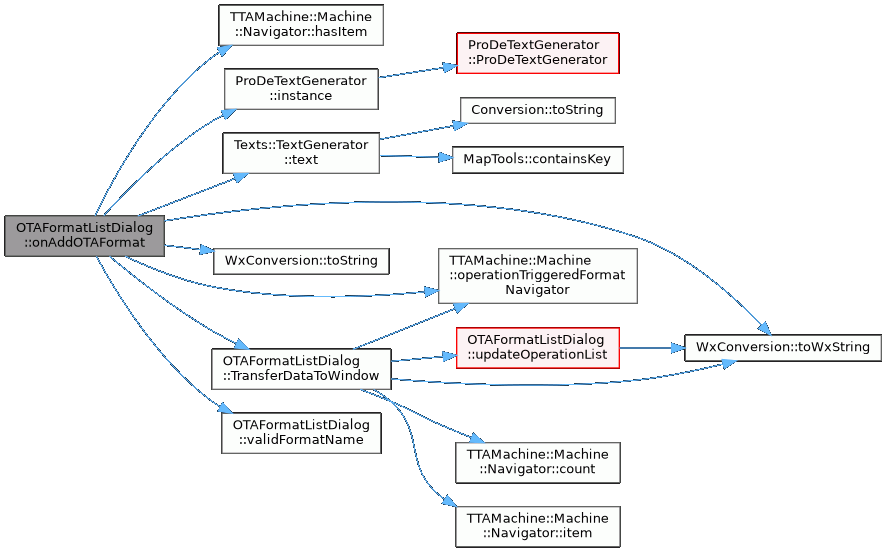 TTAMachine::Machine
::Navigator::hasItem
ProDeTextGenerator
::ProDeTextGenerator
ProDeTextGenerator
::instance
Conversion::toString
Texts::TextGenerator
::text
MapTools::containsKey
OTAFormatListDialog
::onAddOTAFormat
WxConversion::toString
TTAMachine::Machine
::operationTriggeredFormat
Navigator
OTAFormatListDialog
::updateOperationList
WxConversion::toWxString
OTAFormatListDialog
::TransferDataToWindow
OTAFormatListDialog
::validFormatName
TTAMachine::Machine
::Navigator::count
TTAMachine::Machine
::Navigator::item